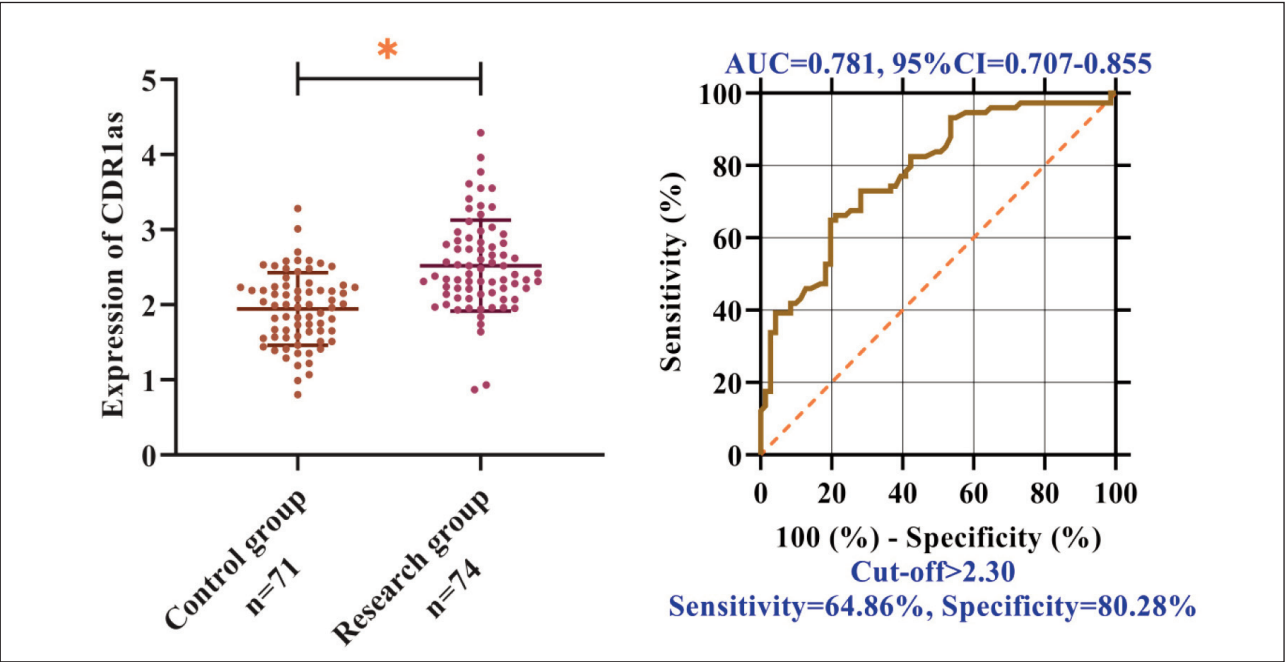 *
5
4
3
2
1
0
Expression of CDR1as
Control group
n=71
Research group
n=74
AUC=0.781, 95%CI=0.707-0.855
100
80
60
40
20
0
Sensitivity (%)
0 20 40 60 80 100
100 (%) - Specificity (%)
Cut-off>2.30
Sensitivity=64.86%, Specificity=80.28%